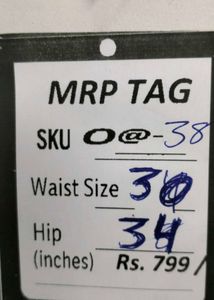 MRP TAG
SKU O@-38
Waist Size 30
Hip 34
(inches) Rs. 799/